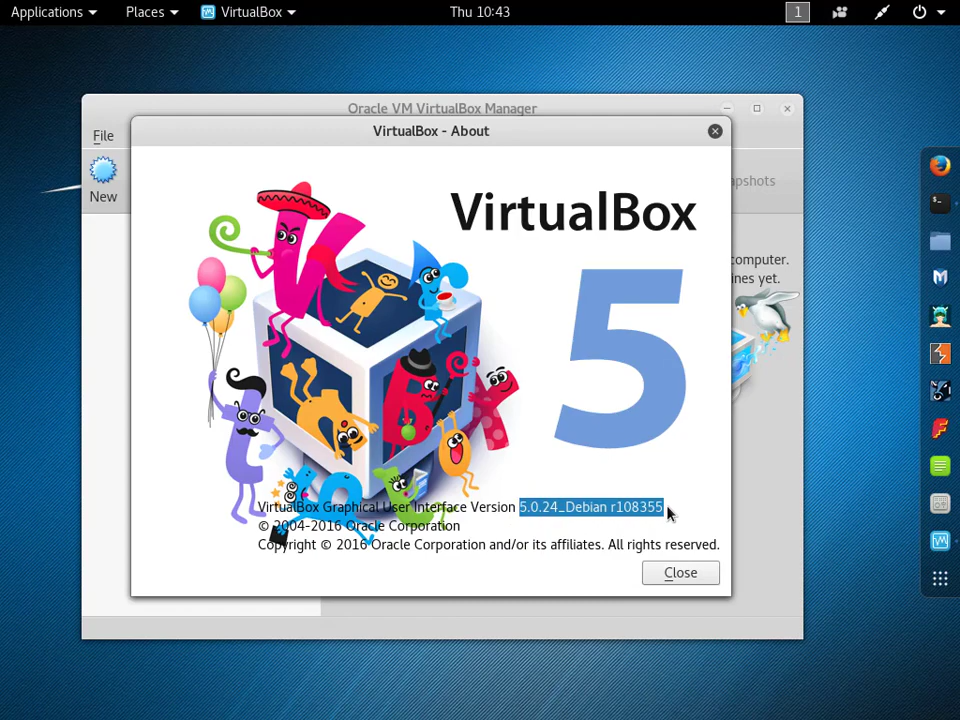 Applications
Places
VirtualBox
Thu 10:43
1
Oracle VM VirtualBox Manager
VirtualBox - About
File
New
apshots
computer.
ines yet.
VirtualBox
5
VirtualBox Graphical User Interface Version 5.0.24_Debian r108355
© 2004-2016 Oracle Corporation
Copyright © 2016 Oracle Corporation and/or its affiliates. All rights reserved.
Close